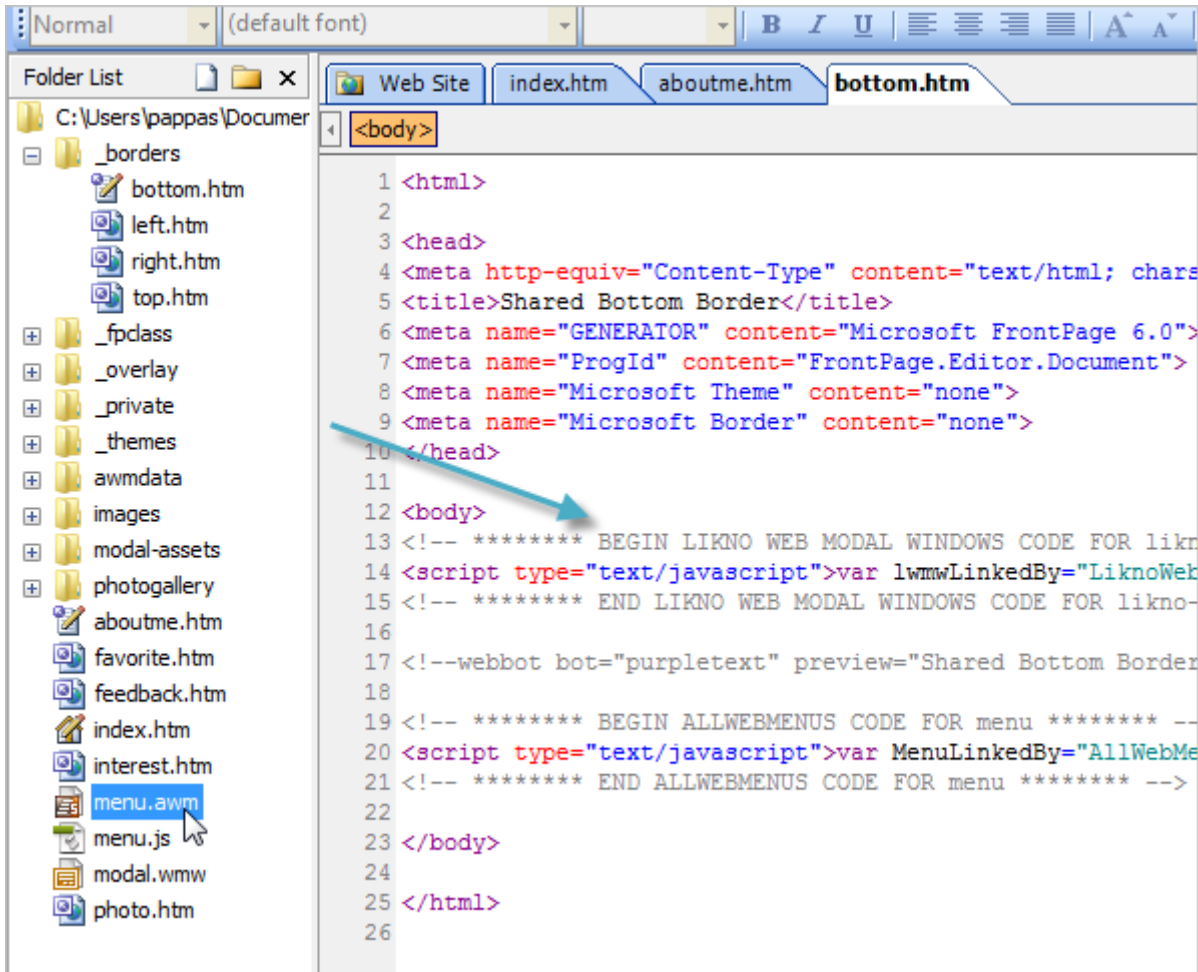 Normal (default font) B I U A A
Folder List
Web Site index.htm aboutme.htm bottom.htm
C:\Users\pappas\Documer
<body>
_borders
bottom.htm
left.htm
right.htm
top.htm
_fpclass
_overlay
_private
_themes
awmdata
images
modal-assets
photogallery
aboutme.htm
favorite.htm
feedback.htm
index.htm
interest.htm
menu.awm
menu.js
modal.wmw
photo.htm
1 <html>
2
3 <head>
4 <meta http-equiv="Content-Type" content="text/html; chars
5 <title>Shared Bottom Border</title>
6 <meta name="GENERATOR" content="Microsoft FrontPage 6.0">
7 <meta name="ProgId" content="FrontPage.Editor.Document">
8 <meta name="Microsoft Theme" content="none">
9 <meta name="Microsoft Border" content="none">
10 </head>
11
12 <body>
13 <!-- ******** BEGIN LIKNO WEB MODAL WINDOWS CODE FOR likn
14 <script type="text/javascript">var lwmwLinkedBy="LiknoWeb
15 <!-- ******** END LIKNO WEB MODAL WINDOWS CODE FOR likno-
16
17 <!--webbot bot="purpletext" preview="Shared Bottom Border
18
19 <!-- ******** BEGIN ALLWEBMENUS CODE FOR menu ******** --
20 <script type="text/javascript">var MenuLinkedBy="AllWebMe
21 <!-- ******** END ALLWEBMENUS CODE FOR menu ******** -->
22
23 </body>
24
25 </html>
26